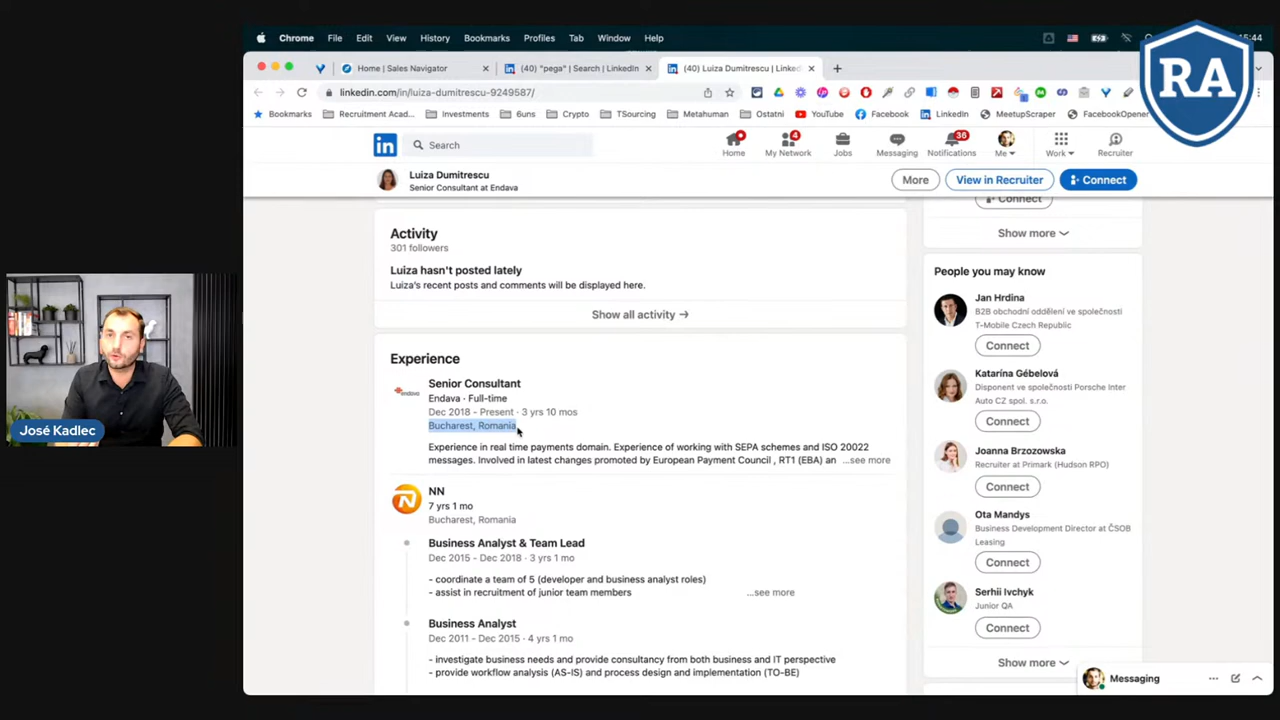 Chrome File Edit View History Bookmarks Profiles Tab Window Help
15:44
RA
Home | Sales Navigator
(40) "pega" | Search | LinkedIn
(40) Luiza Dumitrescu | Linked
linkedin.com/in/luiza-dumitrescu-9249587/
Bookmarks Recruitment Acad... Investments 6uns Crypto TSourcing Metahuman Ostatni YouTube Facebook Linkedin MeetupScraper FacebookOpener
in Search
4
36
Home My Network Jobs Messaging Notifications Me Work Recruiter
Luiza Dumitrescu
Senior Consultant at Endava
More View in Recruiter Connect
Activity
301 followers
Luiza hasn't posted lately
Luiza's recent posts and comments will be displayed here.
Show all activity →
Experience
endava
Senior Consultant
Endava · Full-time
Dec 2018 - Present · 3 yrs 10 mos
Bucharest, Romania
Experience in real time payments domain. Experience of working with SEPA schemes and ISO 20022
messages. Involved in latest changes promoted by European Payment Council , RT1 (EBA) an ...see more
NN
7 yrs 1 mo
Bucharest, Romania
Business Analyst & Team Lead
Dec 2015 - Dec 2018 · 3 yrs 1 mo
- coordinate a team of 5 (developer and business analyst roles)
- assist in recruitment of junior team members ...see more
Business Analyst
Dec 2011 - Dec 2015 · 4 yrs 1 mo
- investigate business needs and provide consultancy from both business and IT perspective
- provide workflow analysis (AS-IS) and process design and implementation (TO-BE)
Connect
Show more
People you may know
Jan Hrdina
B2B obchodní oddělení ve společnosti
T-Mobile Czech Republic
Connect
Katarína Gébelová
Disponent ve společnosti Porsche Inter
Auto CZ spol. s.r.o.
Connect
Joanna Brzozowska
Recruiter at Primark (Hudson RPO)
Connect
Ota Mandys
Business Development Director at ČSOB
Leasing
Connect
Serhii Ivchyk
Junior QA
Connect
Show more
Messaging
José Kadlec